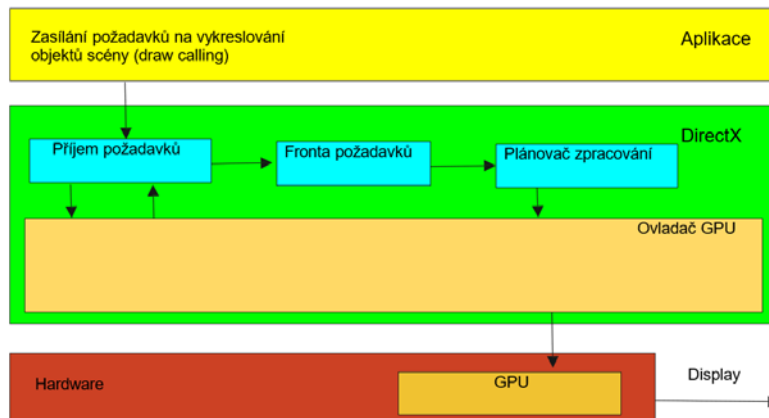 Zasílání požadavků na vykreslování
objektů scény (draw calling)
Aplikace
DirectX
Příjem požadavků
Fronta požadavků
Plánovač zpracování
Ovladač GPU
Hardware
GPU
Display